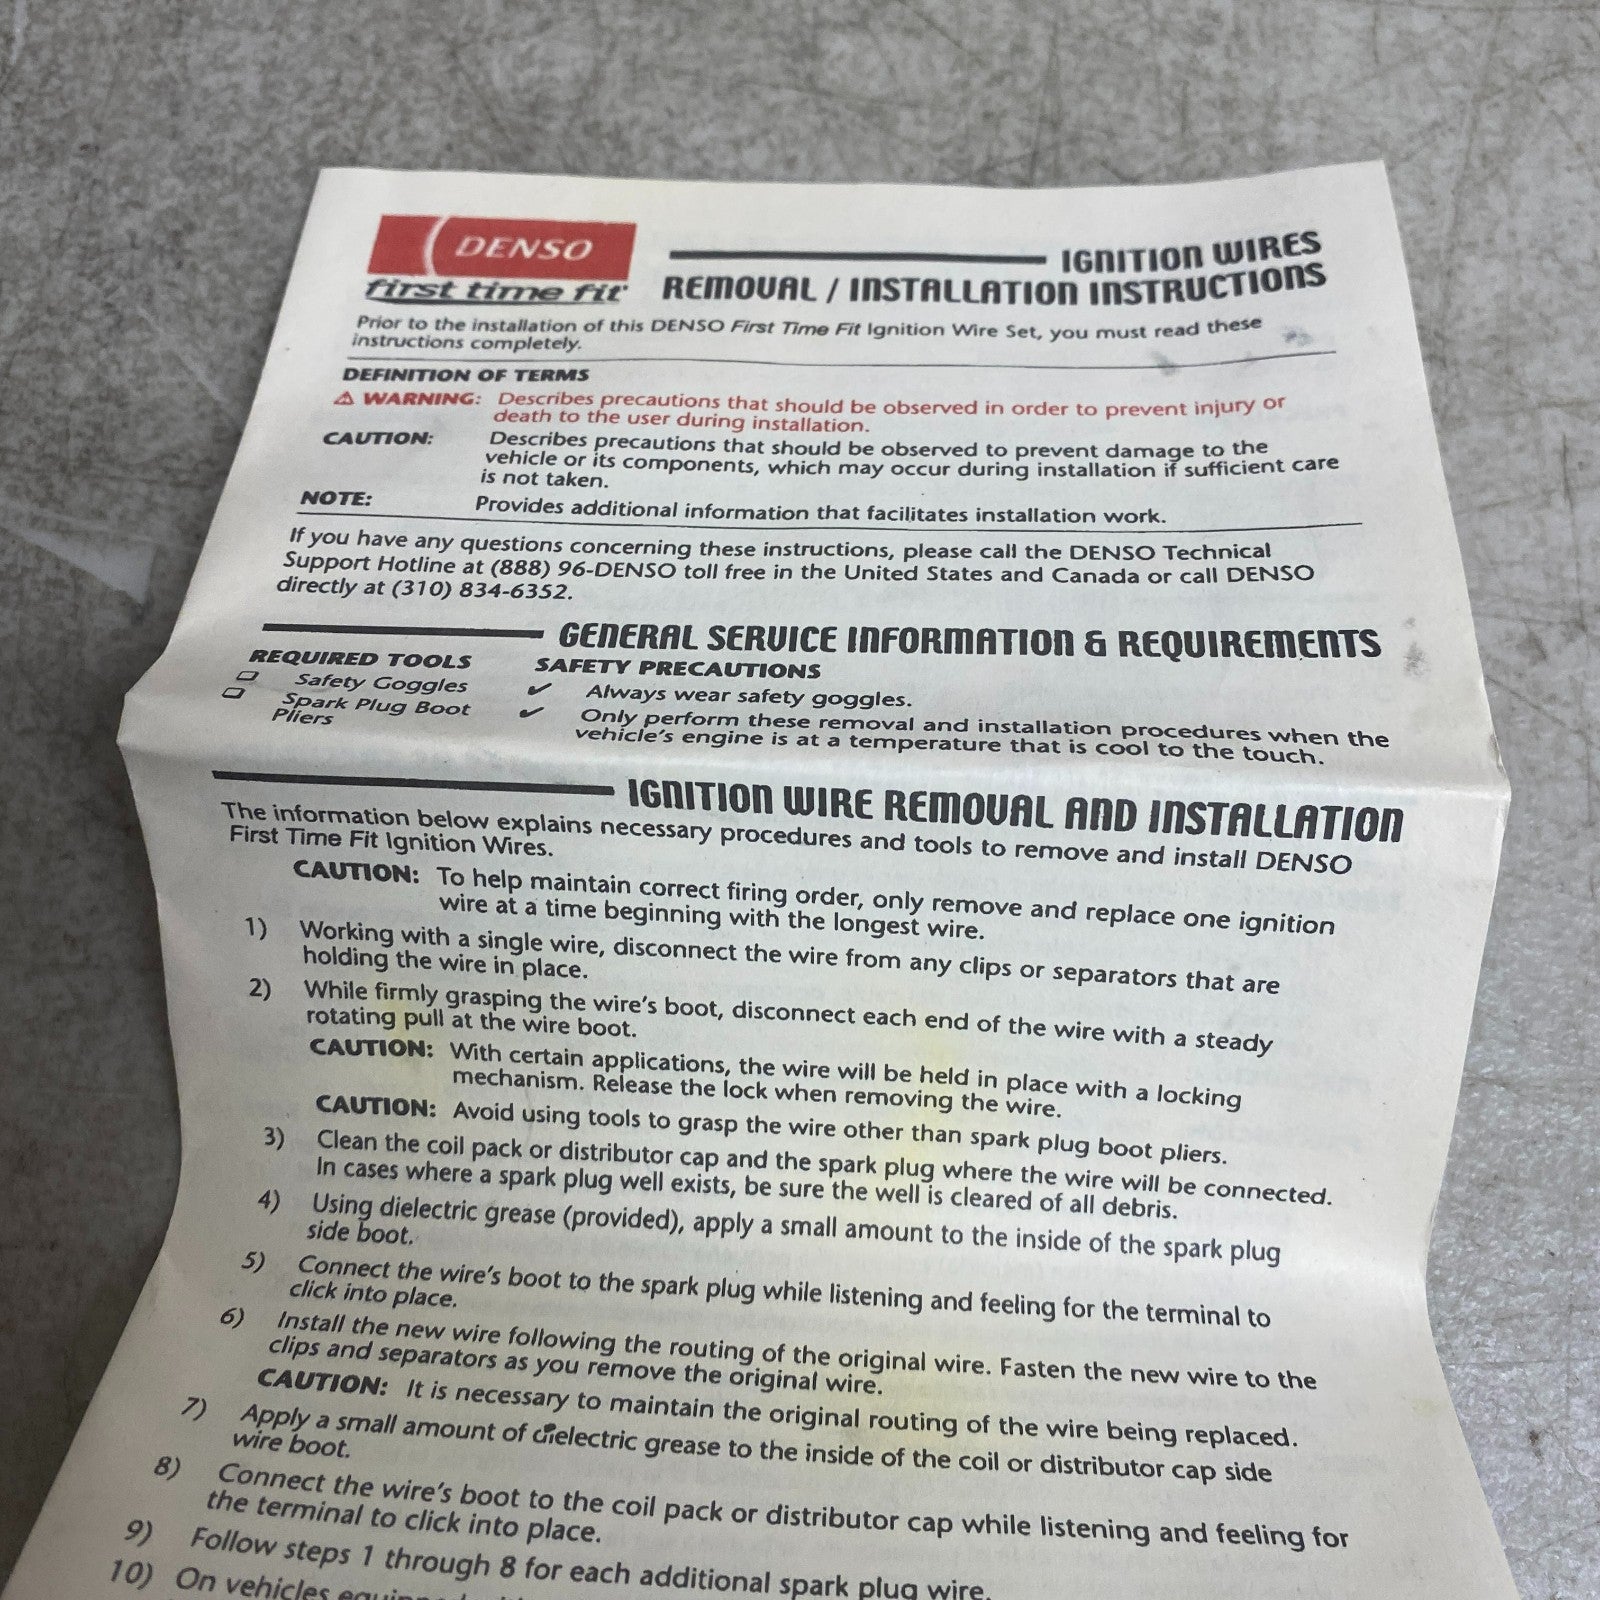 DENSO
first time fit
IGNITION WIRES
REMOVAL / INSTALLATION INSTRUCTIONS
Prior to the installation of this DENSO First Time Fit Ignition Wire Set, you must read these
instructions completely.
DEFINITION OF TERMS
⚠ WARNING: Describes precautions that should be observed in order to prevent injury or
death to the user during installation.
CAUTION: Describes precautions that should be observed to prevent damage to the
vehicle or its components, which may occur during installation if sufficient care
is not taken.
NOTE: Provides additional information that facilitates installation work.
If you have any questions concerning these instructions, please call the DENSO Technical
Support Hotline at (888) 96-DENSO toll free in the United States and Canada or call DENSO
directly at (310) 834-6352.
GENERAL SERVICE INFORMATION & REQUIREMENTS
REQUIRED TOOLS
Safety Goggles
Spark Plug Boot
Pliers
SAFETY PRECAUTIONS
✓ Always wear safety goggles.
✓ Only perform these removal and installation procedures when the
vehicle's engine is at a temperature that is cool to the touch.
IGNITION WIRE REMOVAL AND INSTALLATION
The information below explains necessary procedures and tools to remove and install DENSO
First Time Fit Ignition Wires.
CAUTION: To help maintain correct firing order, only remove and replace one ignition
wire at a time beginning with the longest wire.
1) Working with a single wire, disconnect the wire from any clips or separators that are
holding the wire in place.
2) While firmly grasping the wire's boot, disconnect each end of the wire with a steady
rotating pull at the wire boot.
CAUTION: With certain applications, the wire will be held in place with a locking
mechanism. Release the lock when removing the wire.
CAUTION: Avoid using tools to grasp the wire other than spark plug boot pliers.
3) Clean the coil pack or distributor cap and the spark plug where the wire will be connected.
In cases where a spark plug well exists, be sure the well is cleared of all debris.
4) Using dielectric grease (provided), apply a small amount to the inside of the spark plug
side boot.
5) Connect the wire's boot to the spark plug while listening and feeling for the terminal to
click into place.
6) Install the new wire following the routing of the original wire. Fasten the new wire to the
clips and separators as you remove the original wire.
CAUTION: It is necessary to maintain the original routing of the wire being replaced.
7) Apply a small amount of dielectric grease to the inside of the coil or distributor cap side
wire boot.
8) Connect the wire's boot to the coil pack or distributor cap while listening and feeling for
the terminal to click into place.
9) Follow steps 1 through 8 for each additional spark plug wire.
10) On vehicles